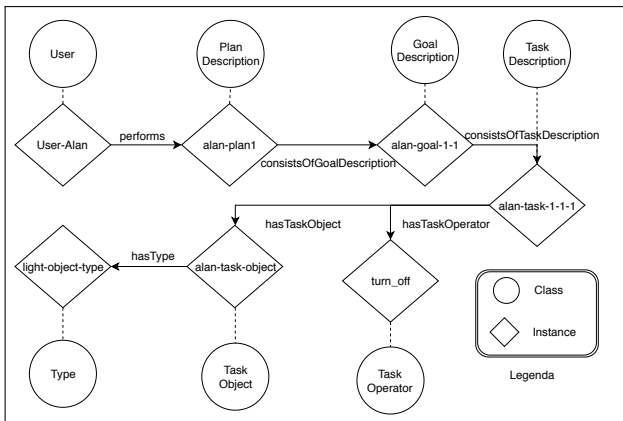 User
Plan
Description
Goal
Description
Task
Description
User-Alan
performs
alan-plan1
consistsOfGoalDescription
alan-goal-1-1
consistsOfTaskDescription
alan-task-1-1-1
hasTaskObject
hasTaskOperator
light-object-type
hasType
alan-task-object
turn_off
Class
Instance
Legenda
Type
Task
Object
Task
Operator